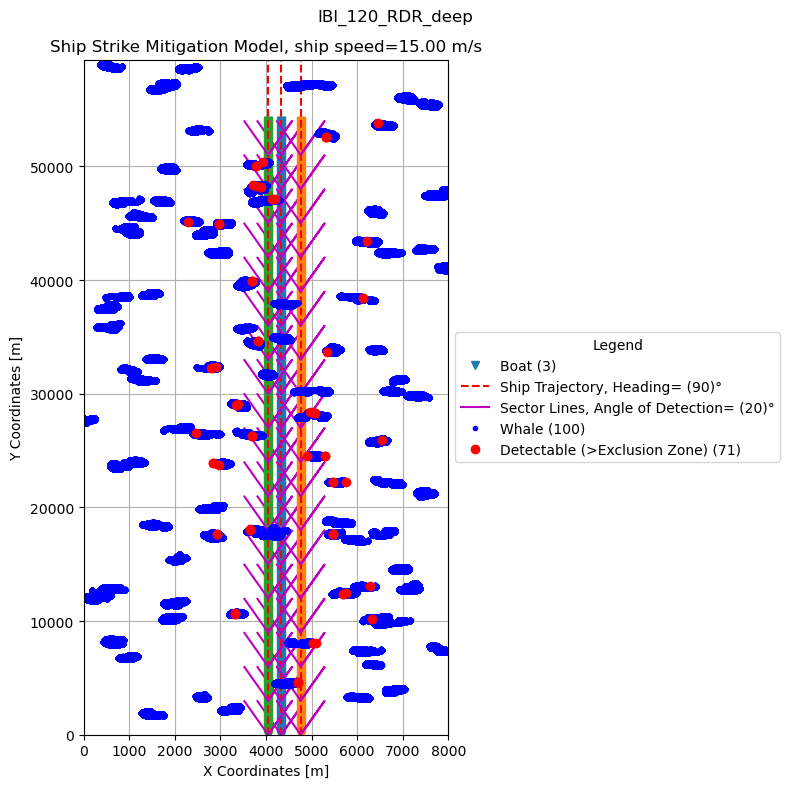 IBI_120_RDR_deep
Ship Strike Mitigation Model, ship speed=15.00 m/s
Y Coordinates [m]
50000
40000
30000
20000
10000
0
0 1000 2000 3000 4000 5000 6000 7000 8000
X Coordinates [m]
Legend
Boat (3)
Ship Trajectory, Heading= (90)°
Sector Lines, Angle of Detection= (20)°
Whale (100)
Detectable (>Exclusion Zone) (71)